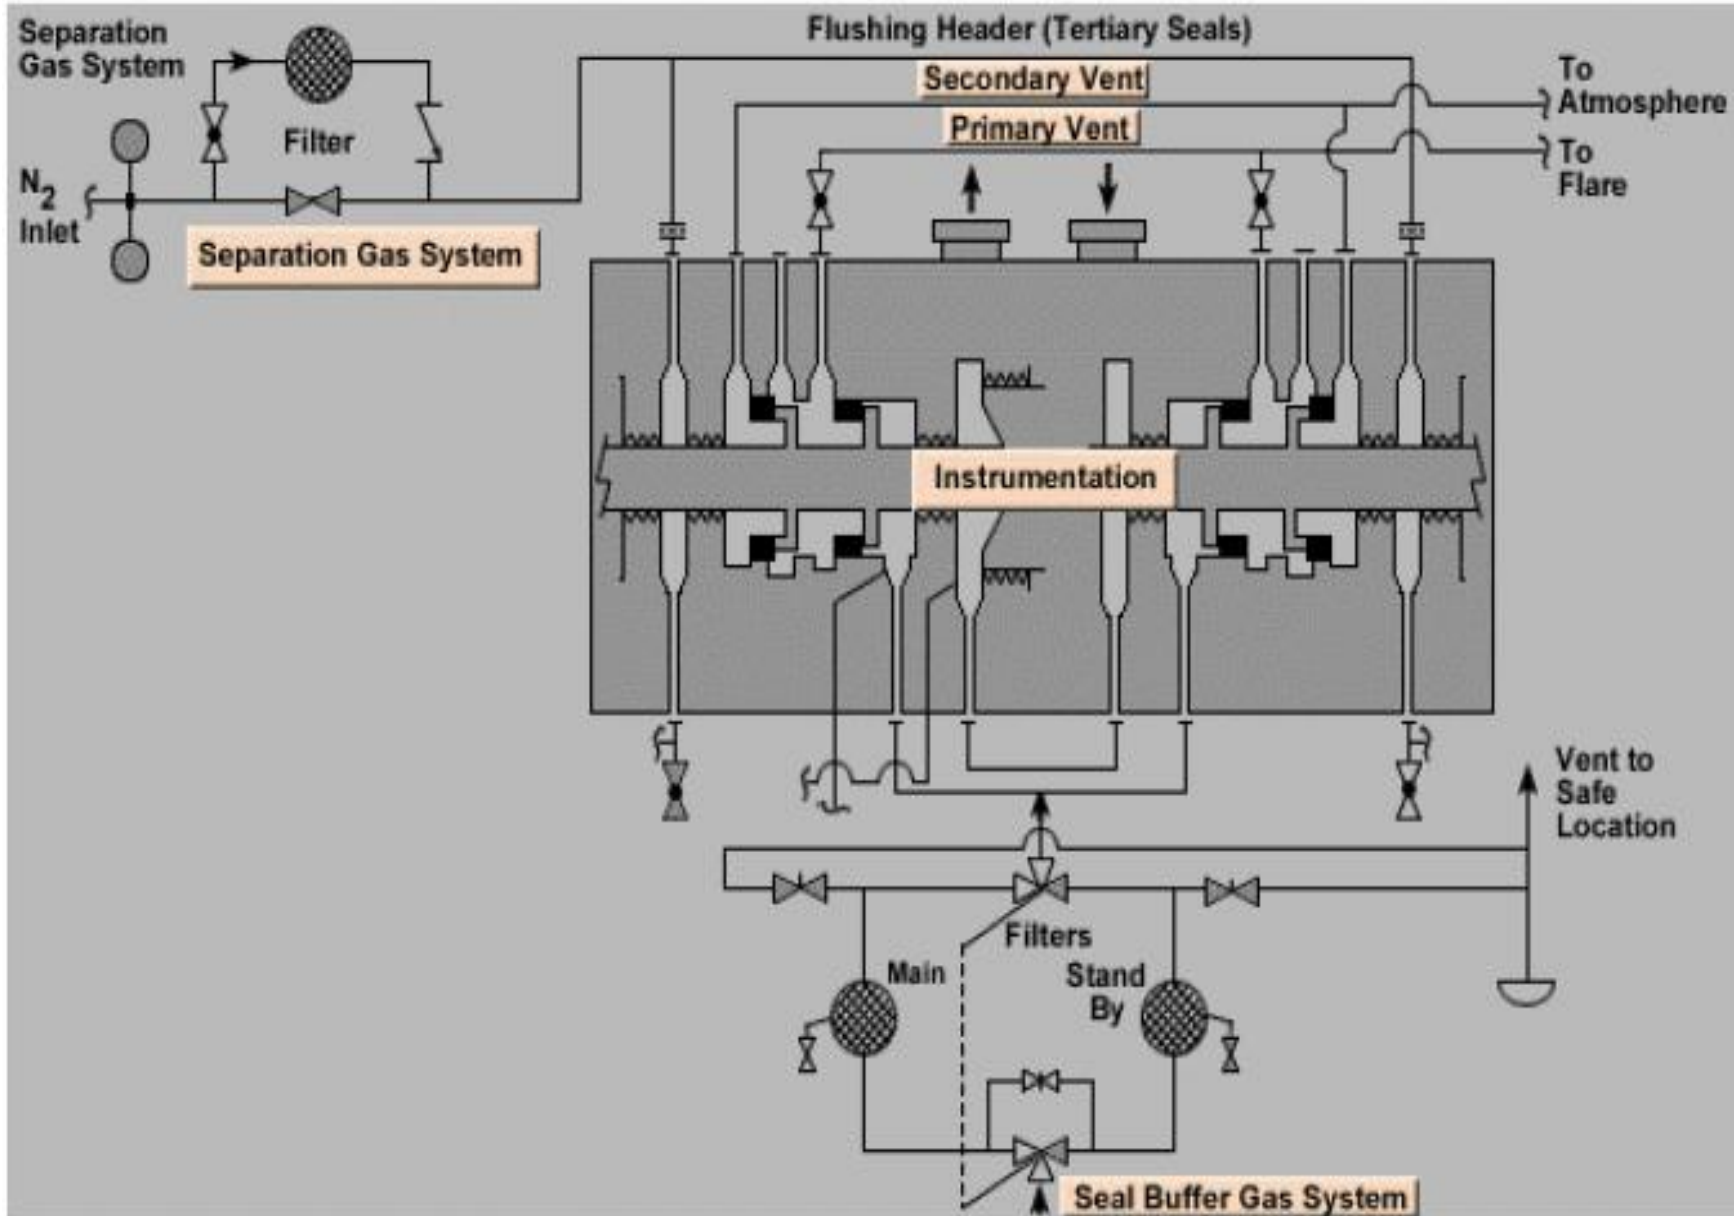 Separation
Gas System
Flushing Header (Tertiary Seals)
Secondary Vent
To
Atmosphere
Primary Vent
To
Flare
Filter
N2
Inlet
Separation Gas System
Instrumentation
Vent to
Safe
Location
Filters
Main
Stand
By
Seal Buffer Gas System